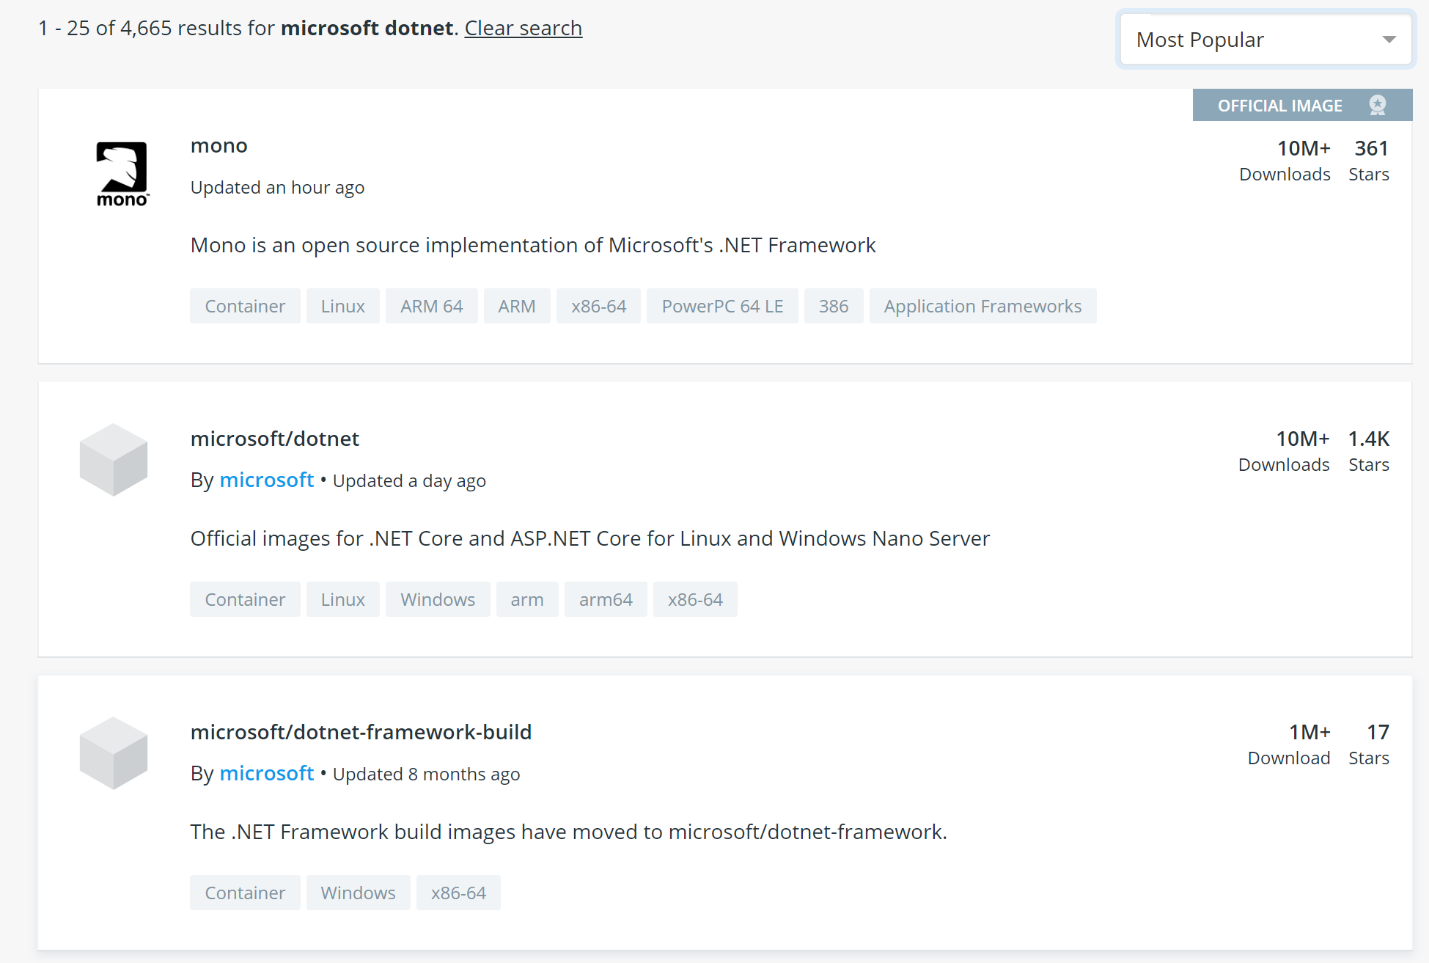 1 - 25 of 4,665 results for microsoft dotnet. Clear search
Most Popular
OFFICIAL IMAGE
mono
mono
Updated an hour ago
10M+ 361
Downloads Stars
Mono is an open source implementation of Microsoft's .NET Framework
Container Linux ARM 64 ARM x86-64 PowerPC 64 LE 386 Application Frameworks
microsoft/dotnet
By microsoft • Updated a day ago
10M+ 1.4K
Downloads Stars
Official images for .NET Core and ASP.NET Core for Linux and Windows Nano Server
Container Linux Windows arm arm64 x86-64
microsoft/dotnet-framework-build
By microsoft • Updated 8 months ago
1M+ 17
Download Stars
The .NET Framework build images have moved to microsoft/dotnet-framework.
Container Windows x86-64